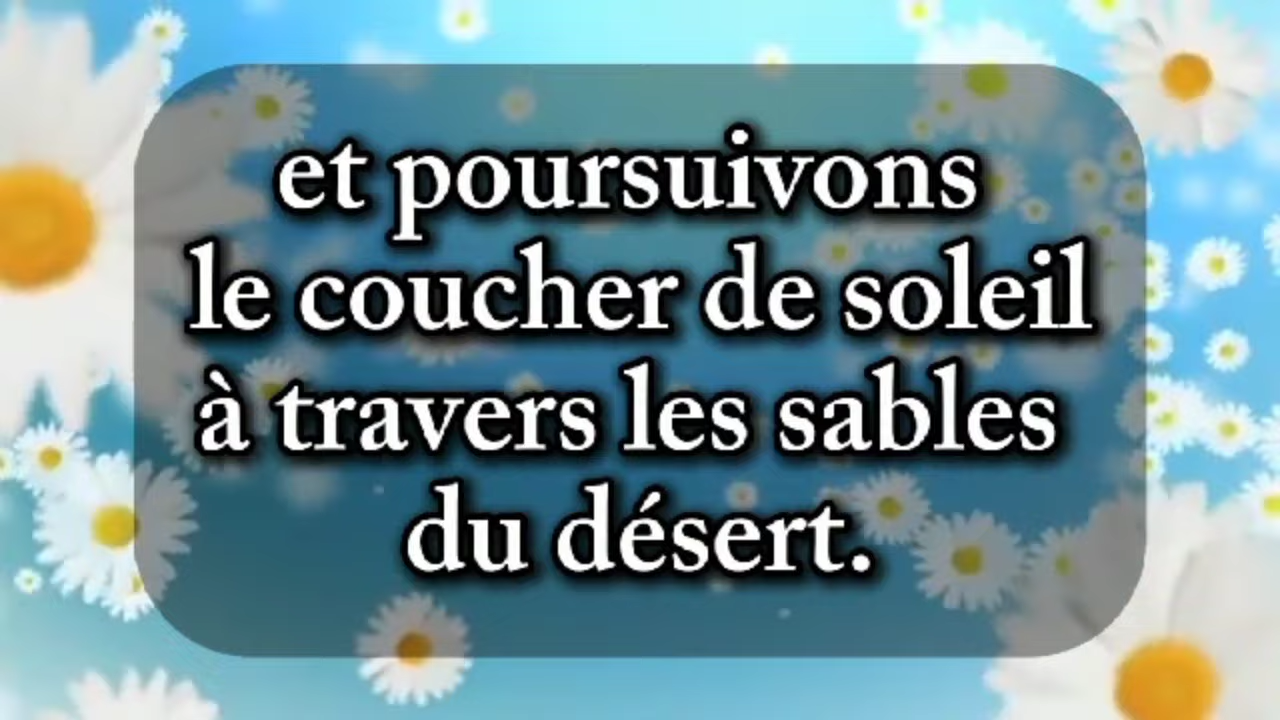 et poursuivons
le coucher de soleil
à travers les sables
du désert.